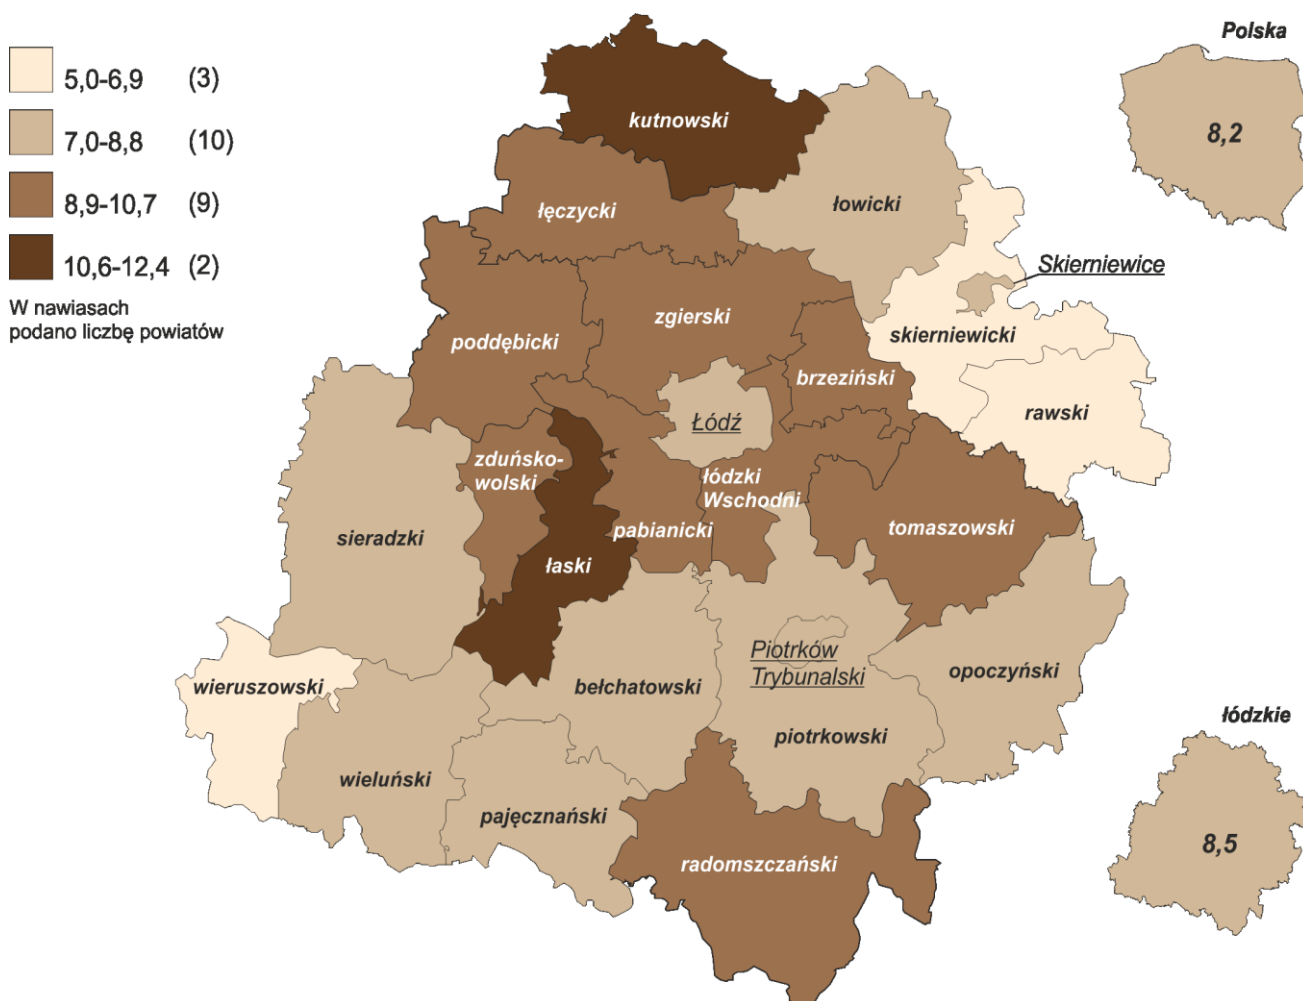 5,0-6,9 (3)
7,0-8,8 (10)
8,9-10,7 (9)
10,6-12,4 (2)
W nawiasach
podano liczbę powiatów
Polska
8,2
kutnowski
łęczycki
łowicki
Skierniewice
zgierski
skierniewicki
poddębicki
brzeziński
rawski
Łódź
zduńsko-
wolski
łódzki
Wschodni
sieradzki
pabianicki
tomaszowski
łaski
Piotrków
Trybunalski
opoczyński
wieruszowski
bełchatowski
łódzkie
8,5
piotrkowski
wieluński
pajęcznański
radomszczański